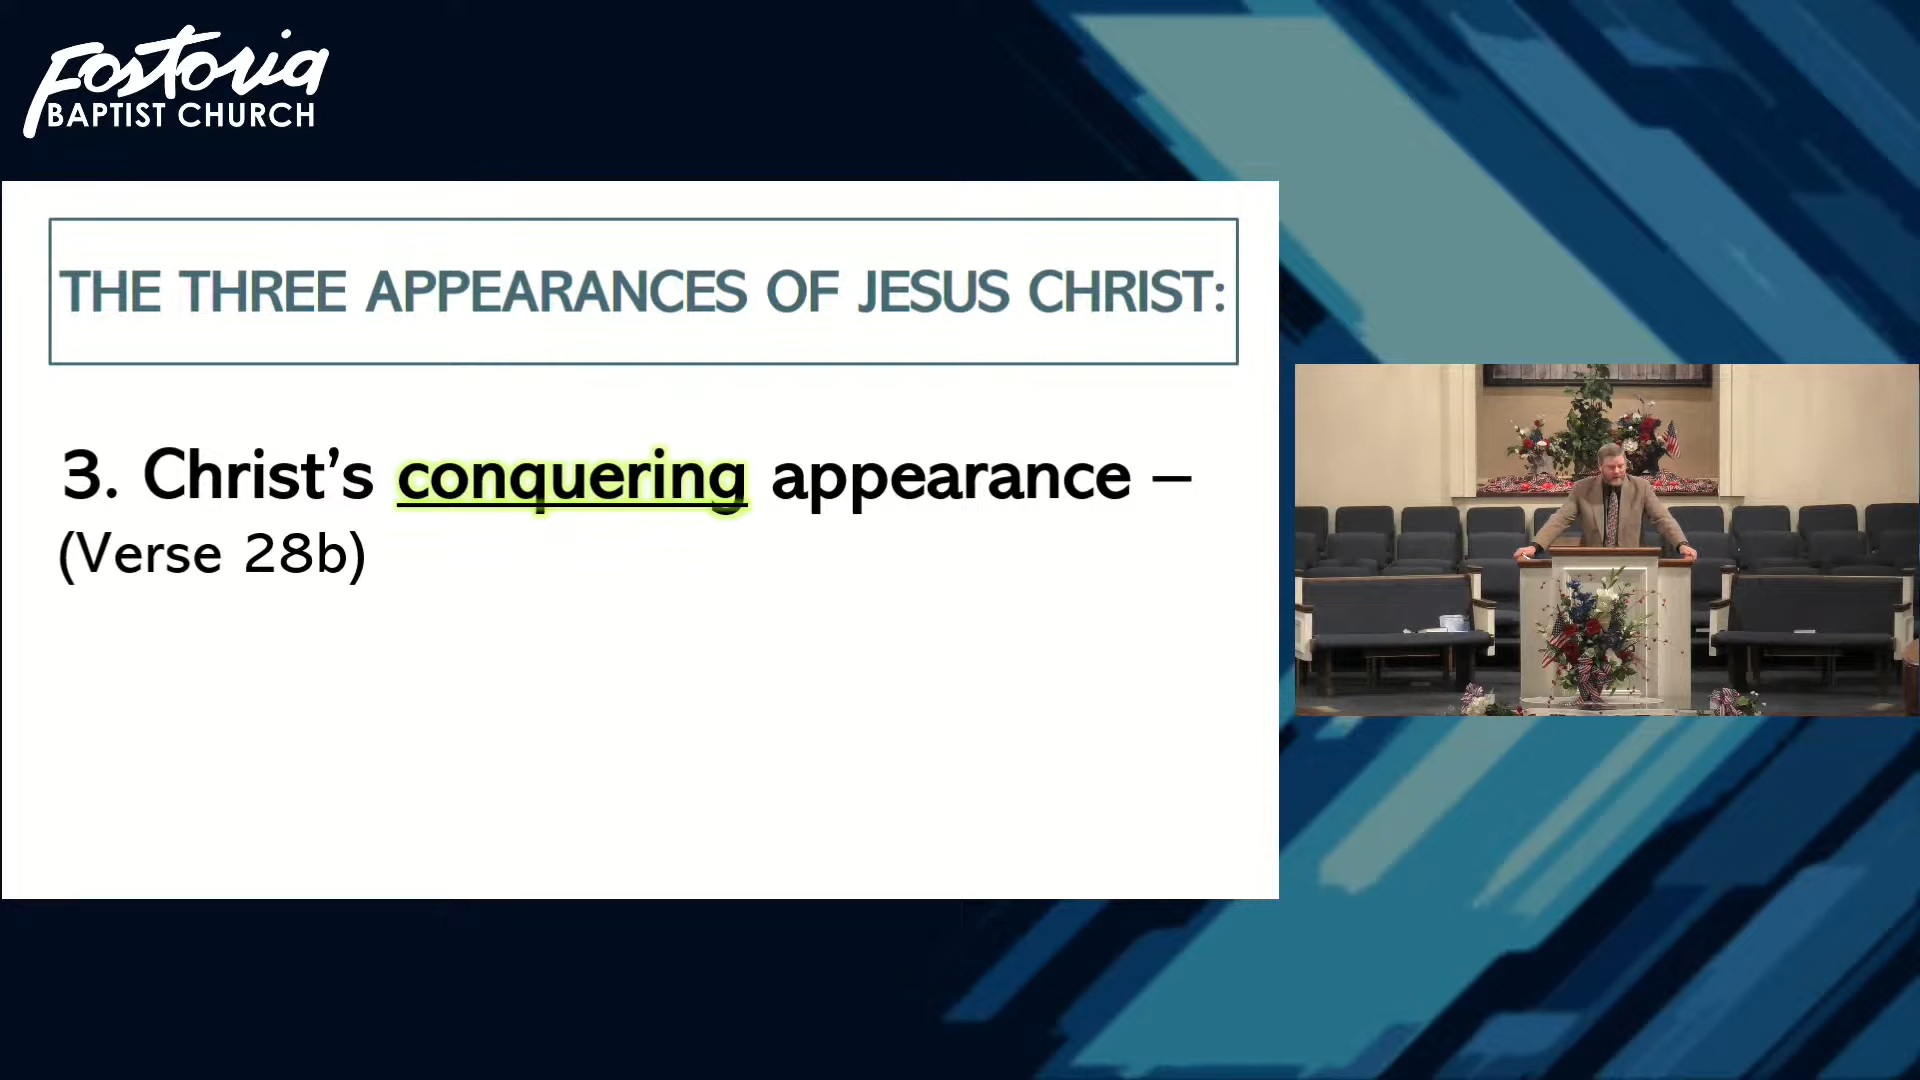 Fostoria
BAPTIST CHURCH
THE THREE APPEARANCES OF JESUS CHRIST:
3. Christ’s conquering appearance –
(Verse 28b)